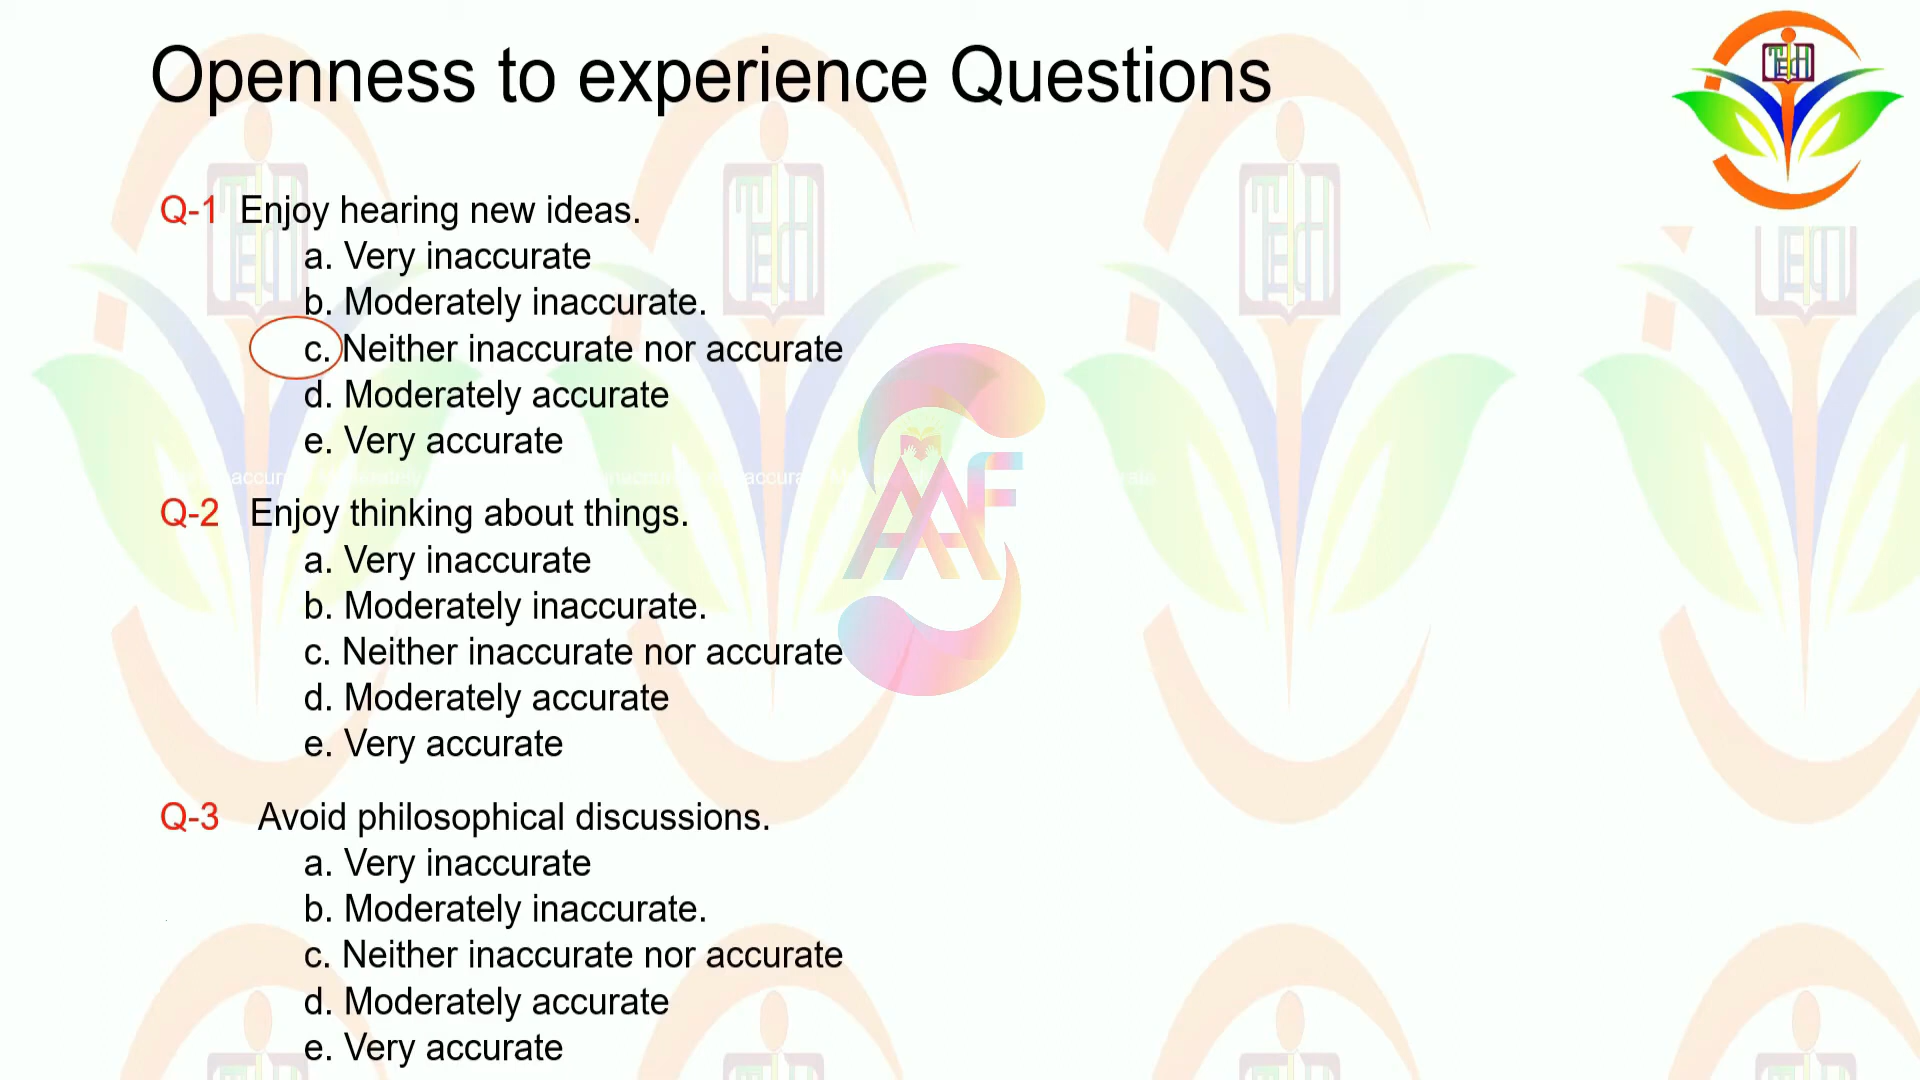 Openness to experience Questions
TECH
Q-1 Enjoy hearing new ideas.
a. Very inaccurate
b. Moderately inaccurate.
c. Neither inaccurate nor accurate
d. Moderately accurate
e. Very accurate
Q-2 Enjoy thinking about things.
a. Very inaccurate
b. Moderately inaccurate.
c. Neither inaccurate nor accurate
d. Moderately accurate
e. Very accurate
Q-3 Avoid philosophical discussions.
a. Very inaccurate
b. Moderately inaccurate.
c. Neither inaccurate nor accurate
d. Moderately accurate
e. Very accurate